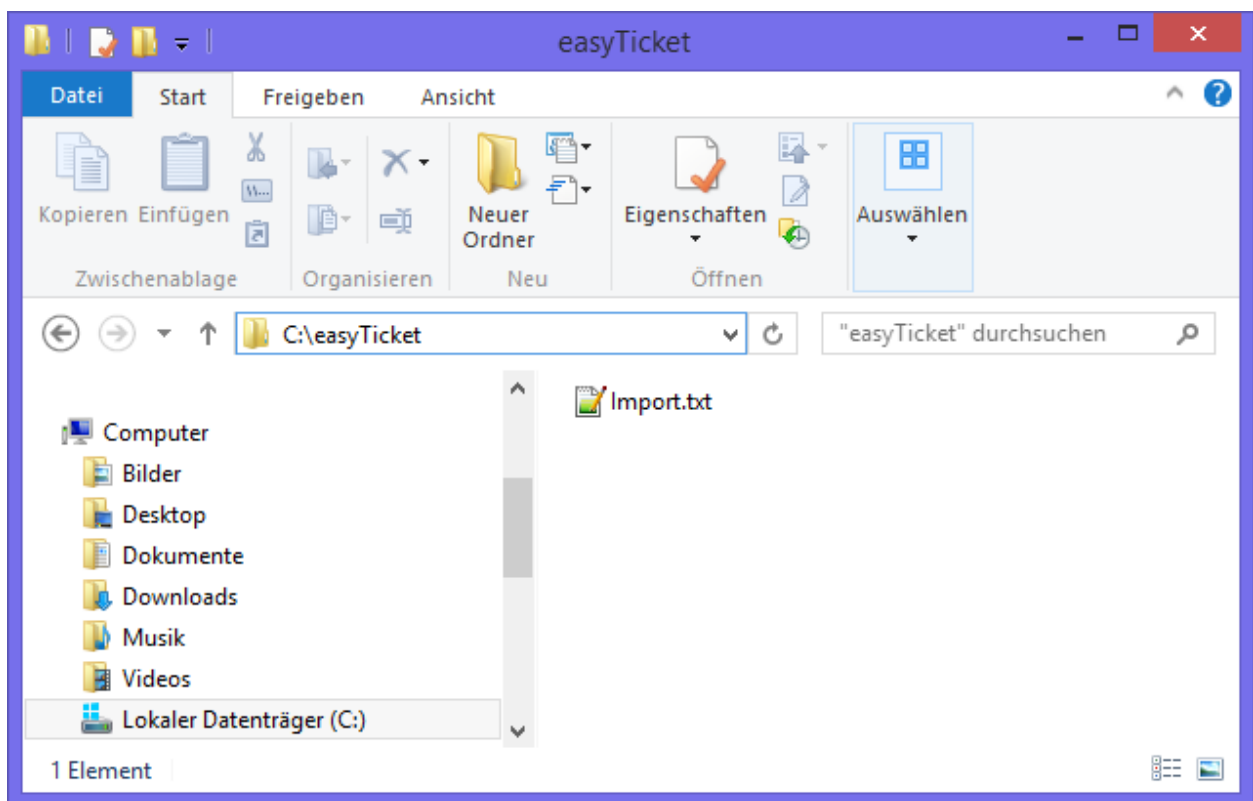 easyTicket
Datei Start Freigeben Ansicht
Kopieren Einfügen
Neuer
Ordner
Eigenschaften
Auswählen
Zwischenablage Organisieren Neu Öffnen
C:\easyTicket "easyTicket" durchsuchen
Import.txt
Computer
Bilder
Desktop
Dokumente
Downloads
Musik
Videos
Lokaler Datenträger (C:)
1 Element